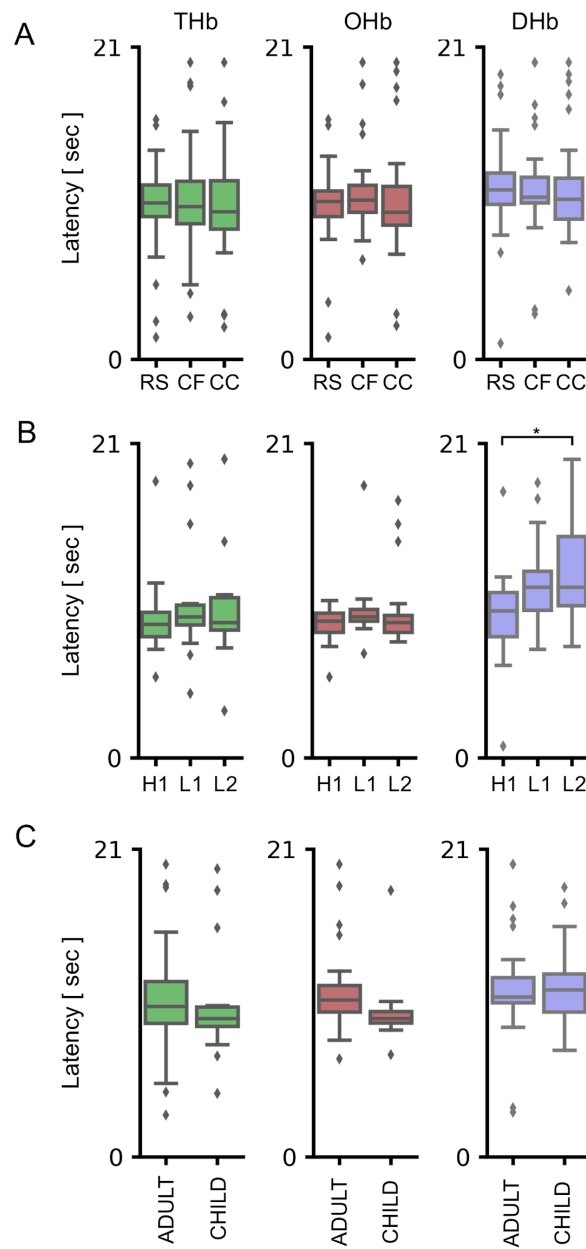 A
THb OHb DHb
21
Latency [ sec ]
0 0 0
RS CF CC RS CF CC RS CF CC
B
21 21 21
*
Latency [ sec ]
0 0 0
H1 L1 L2 H1 L1 L2 H1 L1 L2
C
21 21 21
Latency [ sec ]
0 0 0
ADULT CHILD ADULT CHILD ADULT CHILD